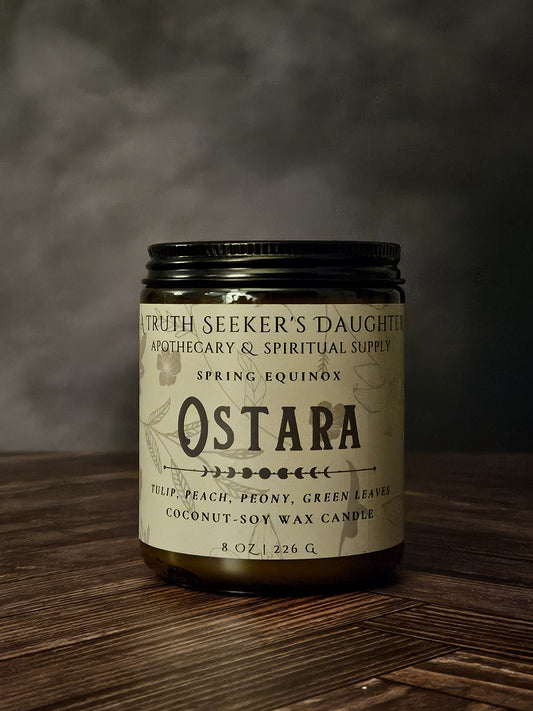 A Truth Seeker's Daughter
Apothecary & Spiritual Supply
Spring Equinox
Ostara
Tulip, Peach, Peony, Green Leaves
Coconut-Soy Wax Candle
8 oz | 226 g